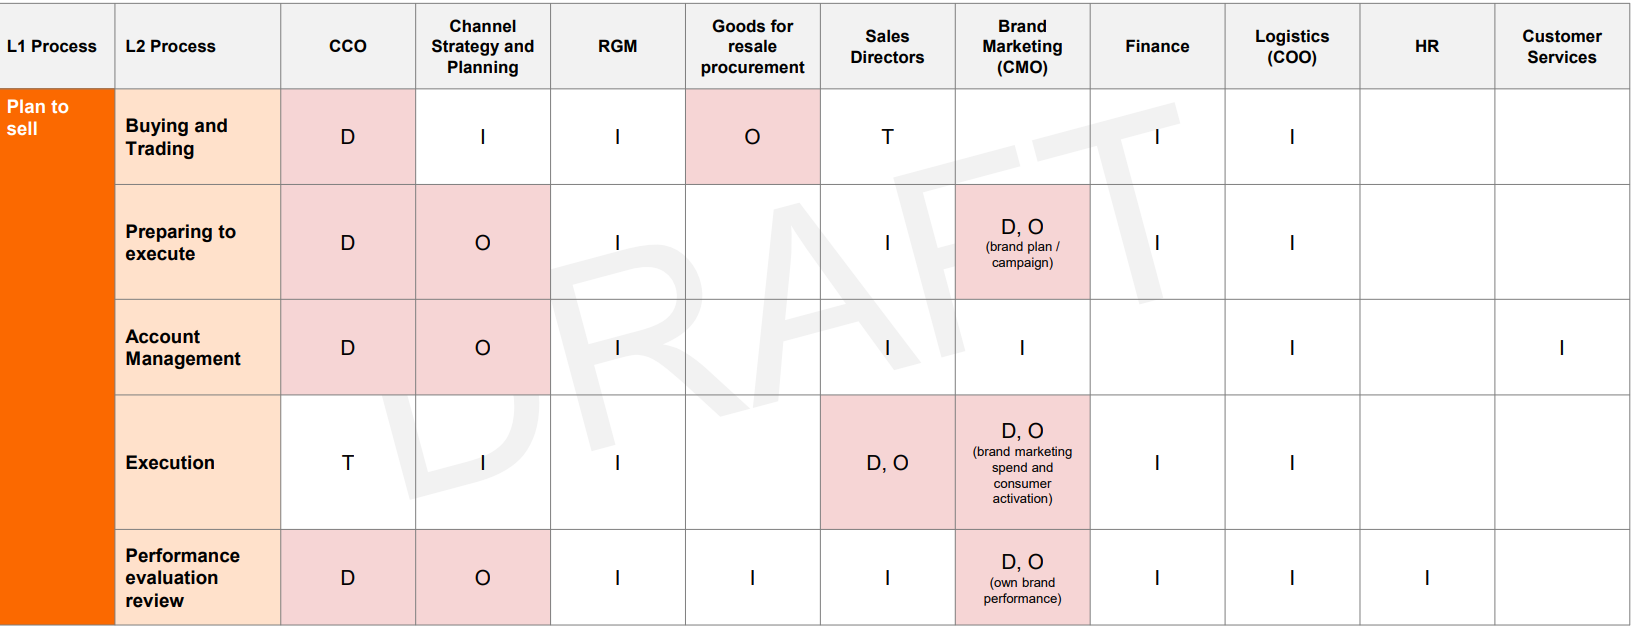 L1 Process
L2 Process
CCO
Channel
Strategy and
Planning
RGM
Goods for
resale
procurement
Sales
Directors
Brand
Marketing
(CMO)
Finance
Logistics
(COO)
HR
Customer
Services
Plan to
sell
Buying and
Trading
D
I
I
O
T
I
I
Preparing to
execute
D
O
I
I
D, O
(brand plan /
campaign)
I
I
Account
Management
D
O
I
I
I
I
I
Execution
T
I
I
D, O
D, O
(brand marketing
spend and
consumer
activation)
I
I
Performance
evaluation
review
D
O
I
I
I
D, O
(own brand
performance)
I
I
I
DRAFT